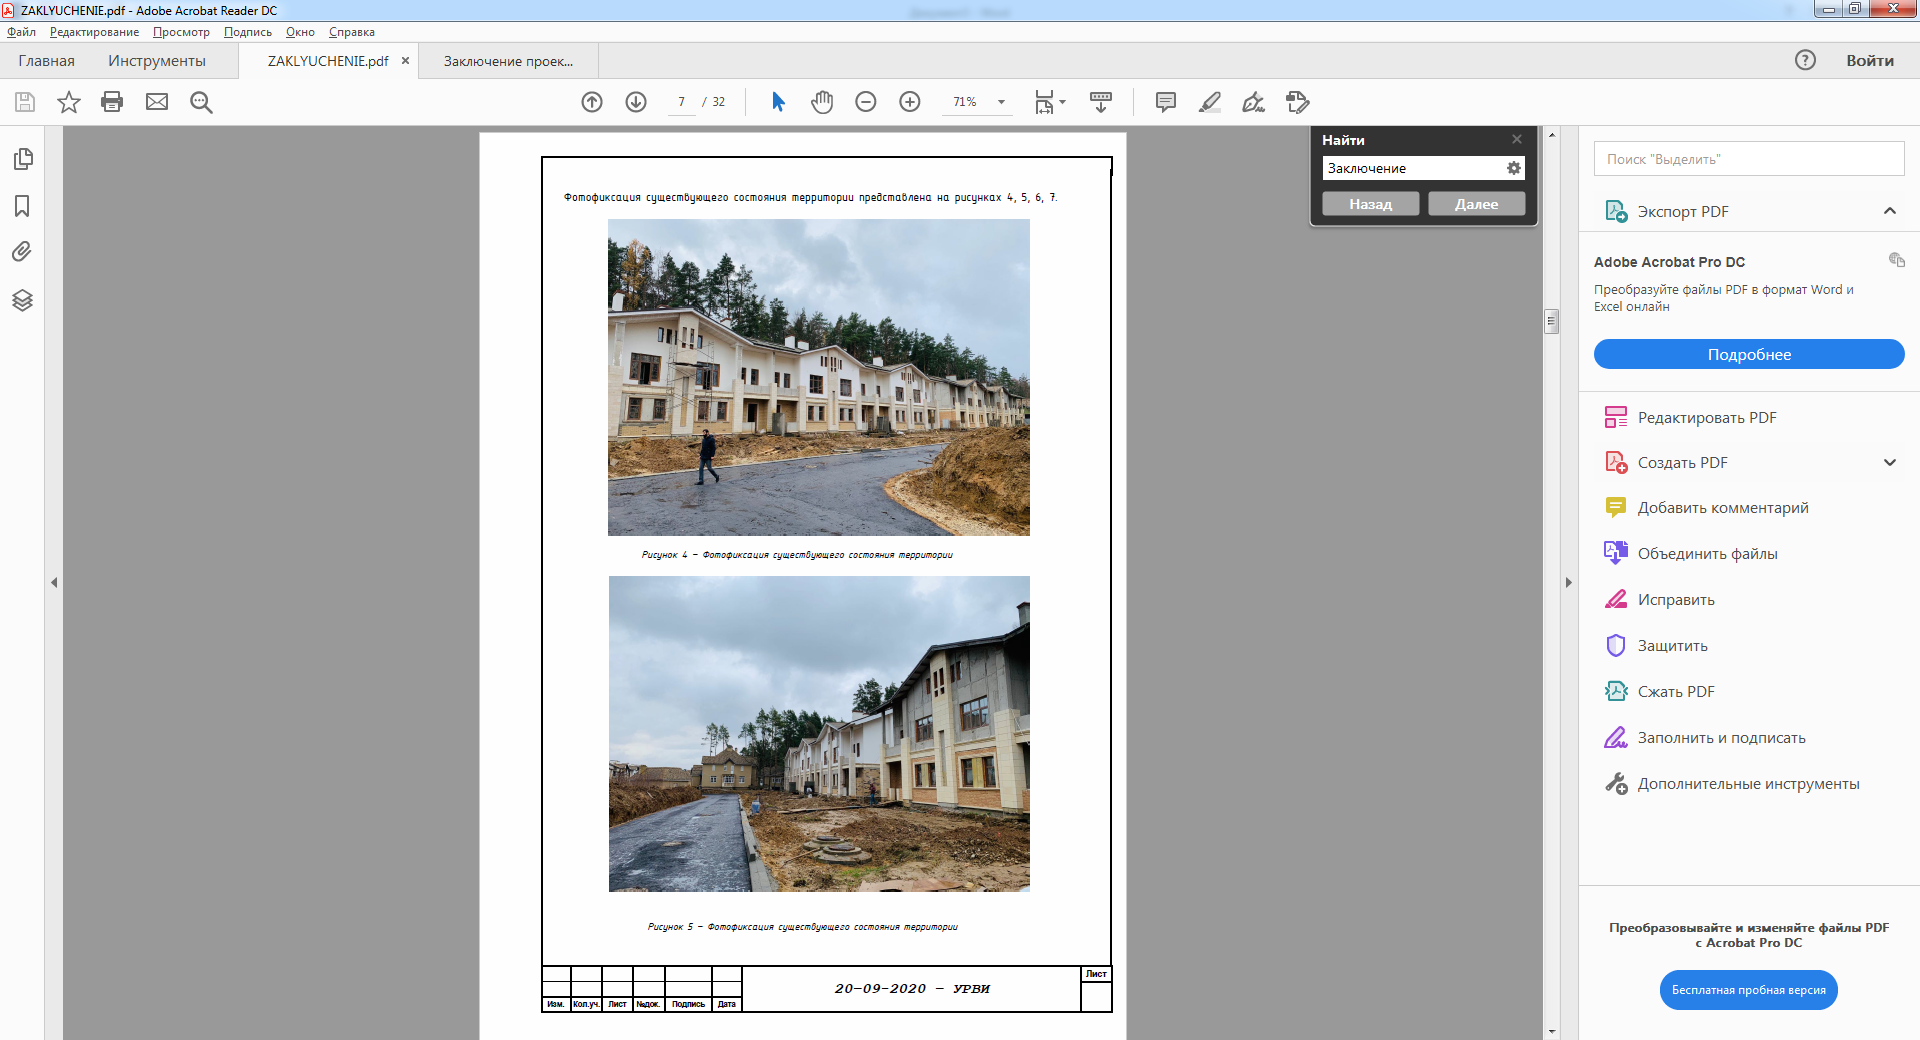 ZAKLYUCHENIE.pdf - Adobe Acrobat Reader DC
Файл Редактирование Просмотр Подпись Окно Справка
Главная Инструменты ZAKLYUCHENIE.pdf Заключение проек... Войти
7 / 32 71%
Найти
Заключение
Назад Далее
Фотофиксация существующего состояния территории представлена на рисунках 4, 5, 6, 7.
Рисунок 4 – Фотофиксация существующего состояния территории
Рисунок 5 – Фотофиксация существующего состояния территории
Изм. Кол.уч. Лист №док. Подпись Дата
20-09-2020 – УРВИ
Лист
Поиск "Выделить"
Экспорт PDF
Adobe Acrobat Pro DC
Преобразуйте файлы PDF в формат Word и
Excel онлайн
Подробнее
Редактировать PDF
Создать PDF
Добавить комментарий
Объединить файлы
Исправить
Защитить
Сжать PDF
Заполнить и подписать
Дополнительные инструменты
Преобразовывайте и изменяйте файлы PDF
с Acrobat Pro DC
Бесплатная пробная версия